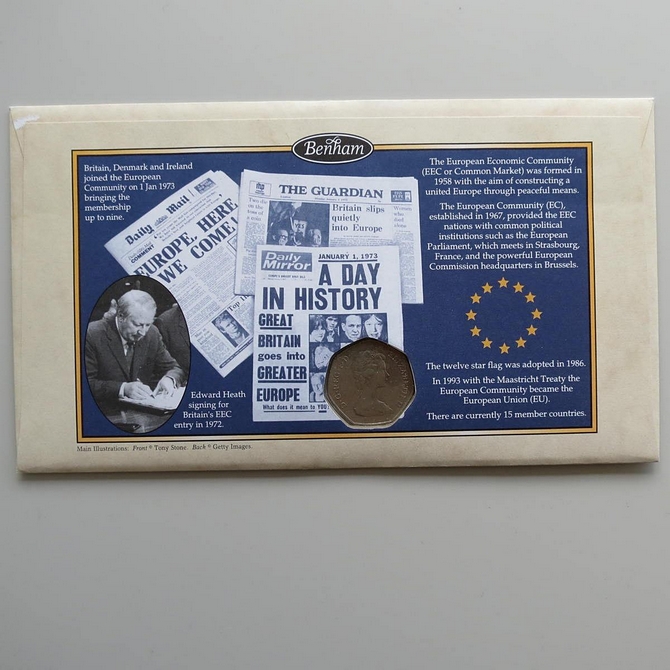 Benham
Britain, Denmark and Ireland
joined the European
Community on 1 Jan 1973
bringing the
membership
up to nine.
Daily Mail
COMMENT
EUROPE, HERE
WE COME
THE GUARDIAN
Britain slips
quietly
into Europe
Daily
Mirror
JANUARY 1, 1973
A DAY
IN HISTORY
GREAT
BRITAIN
goes into
GREATER
EUROPE
What does it mean to YOU
Edward Heath
signing for
Britain's EEC
entry in 1972.
The European Economic Community
(EEC or Common Market) was formed in
1958 with the aim of constructing a
united Europe through peaceful means.
The European Community (EC),
established in 1967, provided the EEC
nations with common political
institutions such as the European
Parliament, which meets in Strasbourg,
France, and the powerful European
Commission headquarters in Brussels.
The twelve star flag was adopted in 1986.
In 1993 with the Maastricht Treaty the
European Community became the
European Union (EU).
There are currently 15 member countries.
Main Illustrations: Front © Tony Stone. Back © Getty Images.